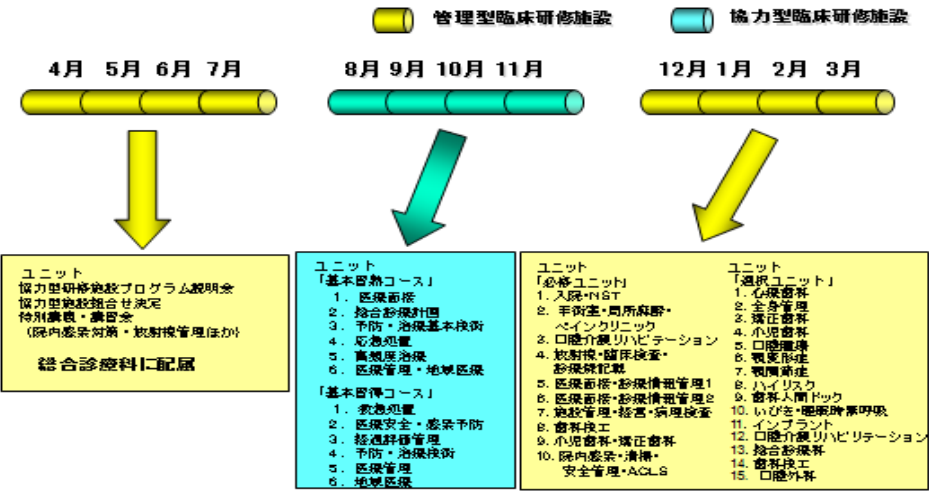 管理型臨床研修施設
協力型臨床研修施設
4月 5月 6月 7月
8月 9月 10月 11月
12月 1月 2月 3月
ユニット
協力型研修施設プログラム説明会
協力型施設組合せ決定
特別講義・講習会
(院内感染対策・放射線管理ほか)
総合診療科に配属
ユニット
「基本習熟コース」
1. 医療面接
2. 総合診療計画
3. 予防・治療基本技術
4. 応急処置
5. 高頻度治療
6. 医療管理・地域医療
「基本習得コース」
1. 救急処置
2. 医療安全・感染予防
3. 経過評価管理
4. 予防・治療技術
5. 医療管理
6. 地域医療
ユニット
「必修ユニット」
1. 入院・NST
2. 手術室・局所麻酔・
ペインクリニック
3. 口腔介護リハビテーション
4. 放射線・臨床検査・
診療録記載
5. 医療面接・診療情報管理1
6. 医療面接・診療情報管理2
7. 施設管理・経営・病理検査
8. 歯科技工
9. 小児歯科・矯正歯科
10. 院内感染・清掃・
安全管理・ACLS
ユニット
「選択ユニット」
1. 心療歯科
2. 全身管理
3. 矯正歯科
4. 小児歯科
5. 口腔腫瘍
6. 顎変形症
7. 顎関節症
8. ハイリスク
9. 歯科人間ドック
10. いびき・睡眠時無呼吸
11. インプラント
12. 口腔介護リハビリテーション
13. 総合診療科
14. 歯科技工
15. 口腔外科